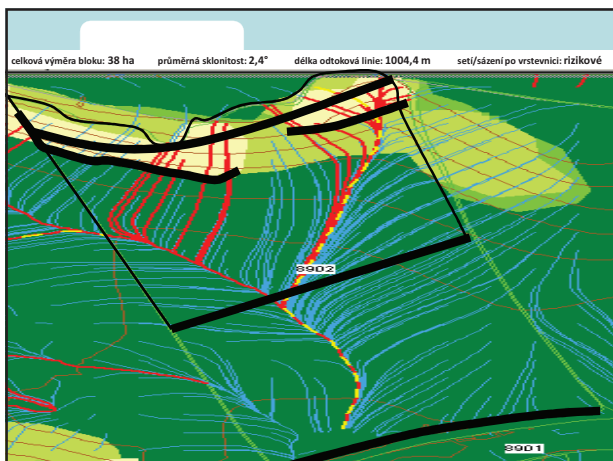 celková výměra bloku: 38 ha průměrná sklonitost: 2,4° délka odtoková linie: 1004,4 m setí/sázení po vrstevnici: rizikové
8902
8901